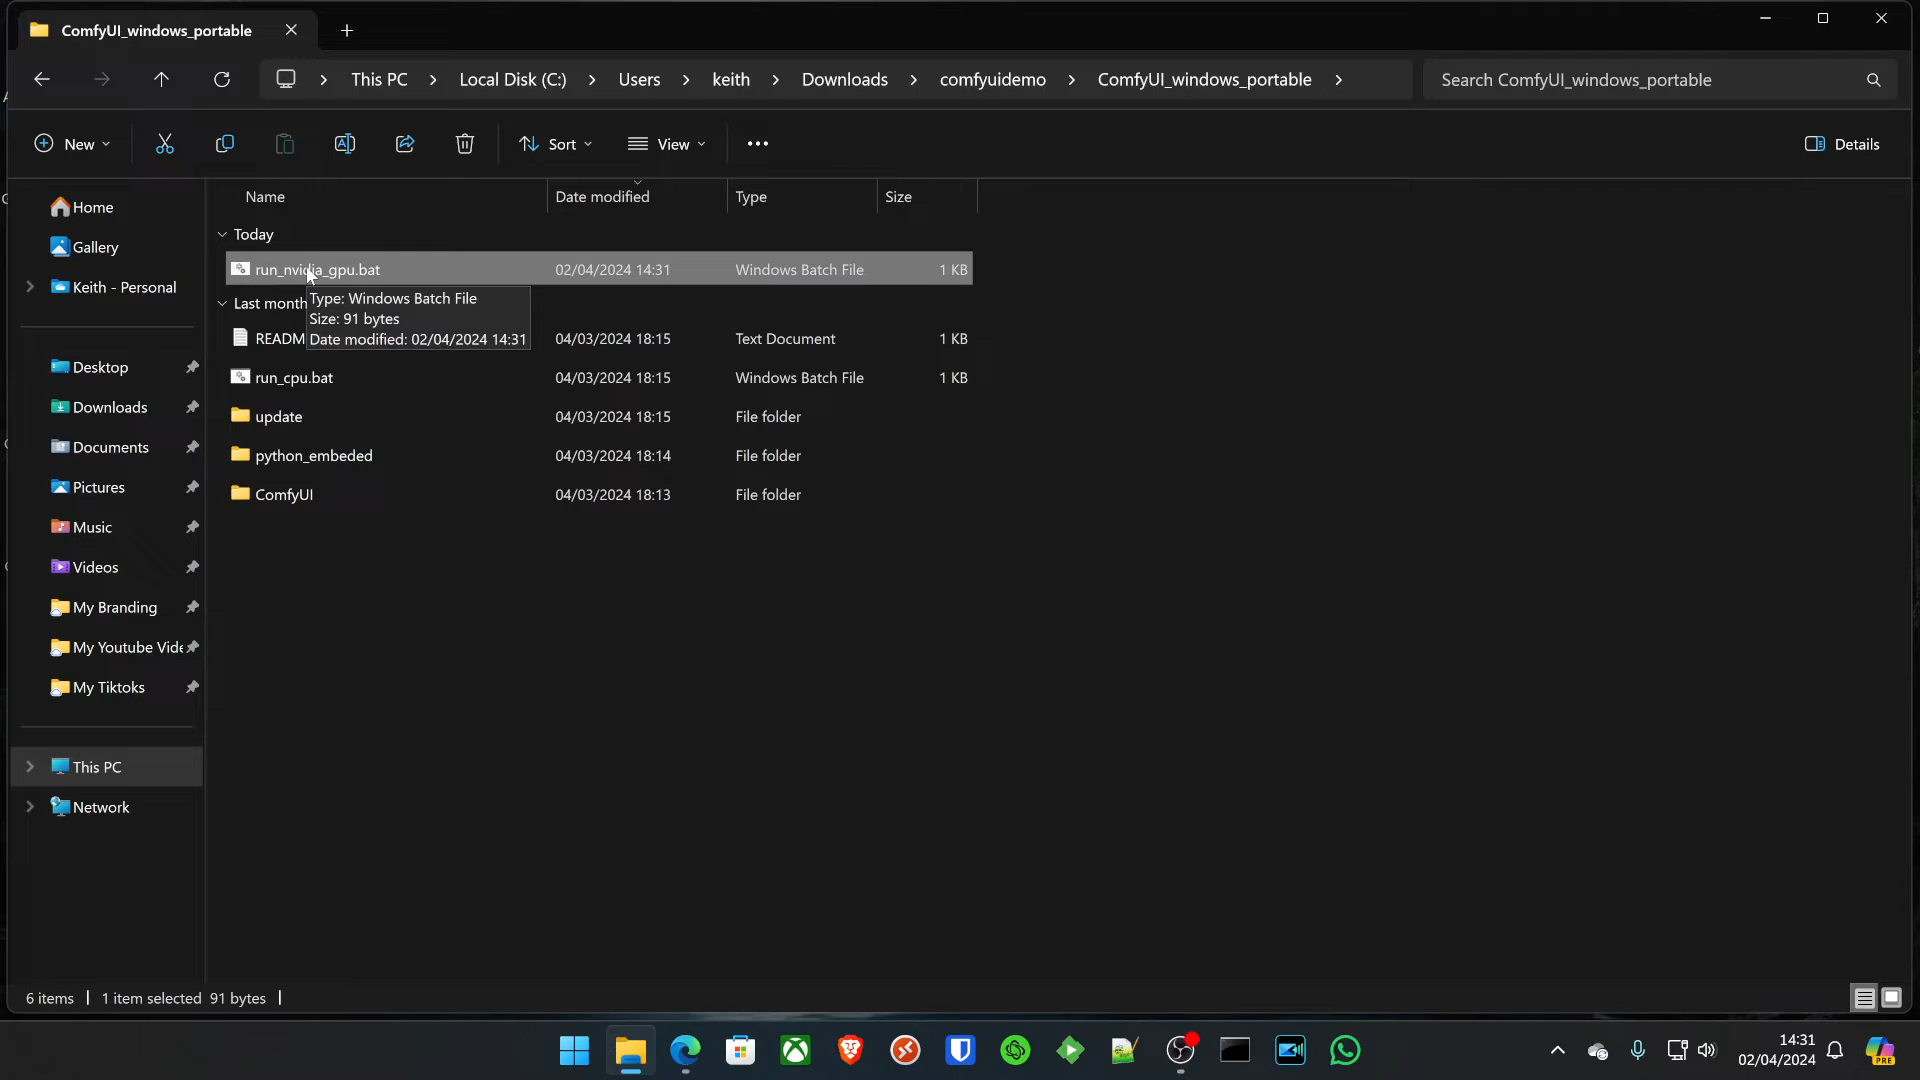 ComfyUI_windows_portable
This PC > Local Disk (C:) > Users > keith > Downloads > comfyuidemo > ComfyUI_windows_portable >
Search ComfyUI_windows_portable
New
Sort
View
Details
Home
Gallery
Keith - Personal
Desktop
Downloads
Documents
Pictures
Music
Videos
My Branding
My Youtube Vide
My Tiktoks
This PC
Network
Name Date modified Type Size
Today
run_nvidia_gpu.bat 02/04/2024 14:31 Windows Batch File 1 KB
Last month
Type: Windows Batch File
Size: 91 bytes
Date modified: 02/04/2024 14:31
READM 04/03/2024 18:15 Text Document 1 KB
run_cpu.bat 04/03/2024 18:15 Windows Batch File 1 KB
update 04/03/2024 18:15 File folder
python_embeded 04/03/2024 18:14 File folder
ComfyUI 04/03/2024 18:13 File folder
6 items | 1 item selected 91 bytes |
PRE
14:31
02/04/2024